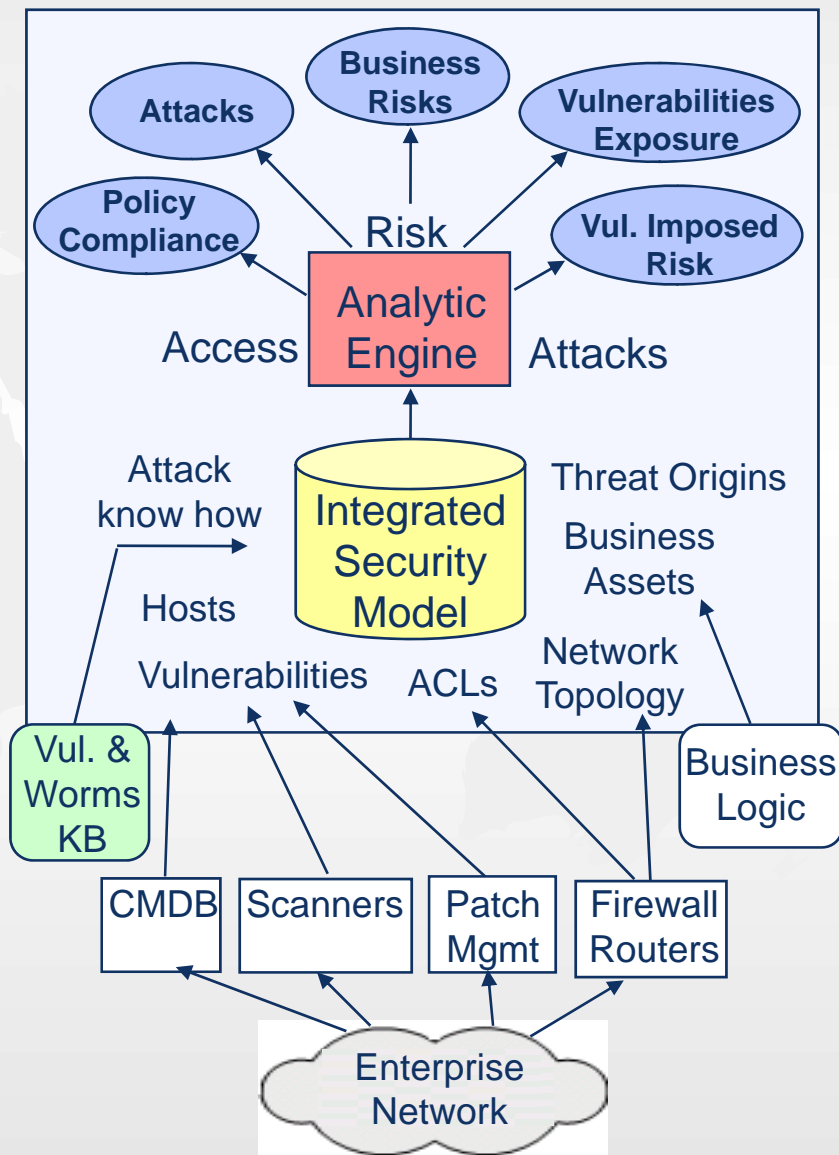 Business
Risks
Attacks
Vulnerabilities
Exposure
Policy
Compliance
Risk
Vul. Imposed
Risk
Analytic
Engine
Access
Attacks
Attack
know how
Integrated
Security
Model
Threat Origins
Business
Assets
Hosts
Vulnerabilities
ACLs
Network
Topology
Vul. &
Worms
KB
Business
Logic
CMDB
Scanners
Patch
Mgmt
Firewall
Routers
Enterprise
Network